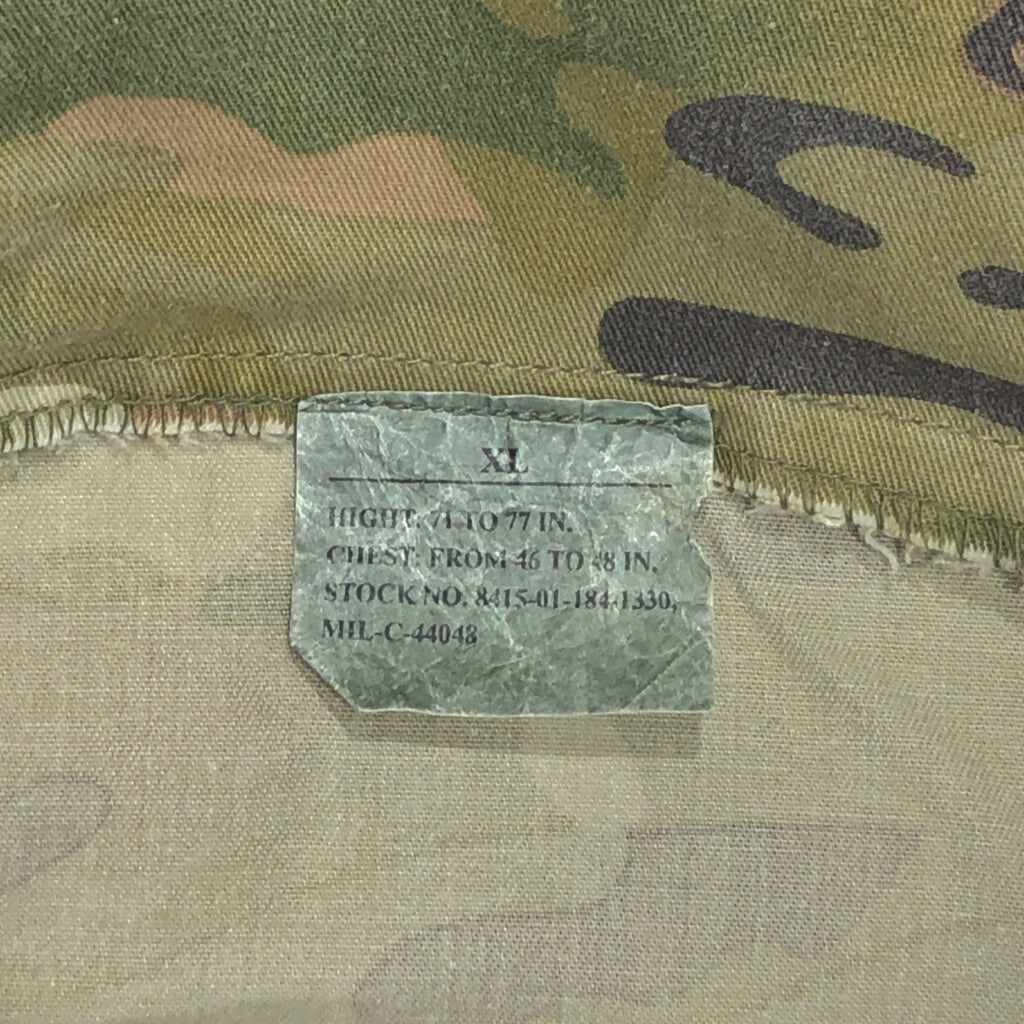 XL
HIGHT: 71 TO 77 IN.
CHEST: FROM 46 TO 48 IN.
STOCK NO. 8415-01-184-1330,
MIL-C-44048